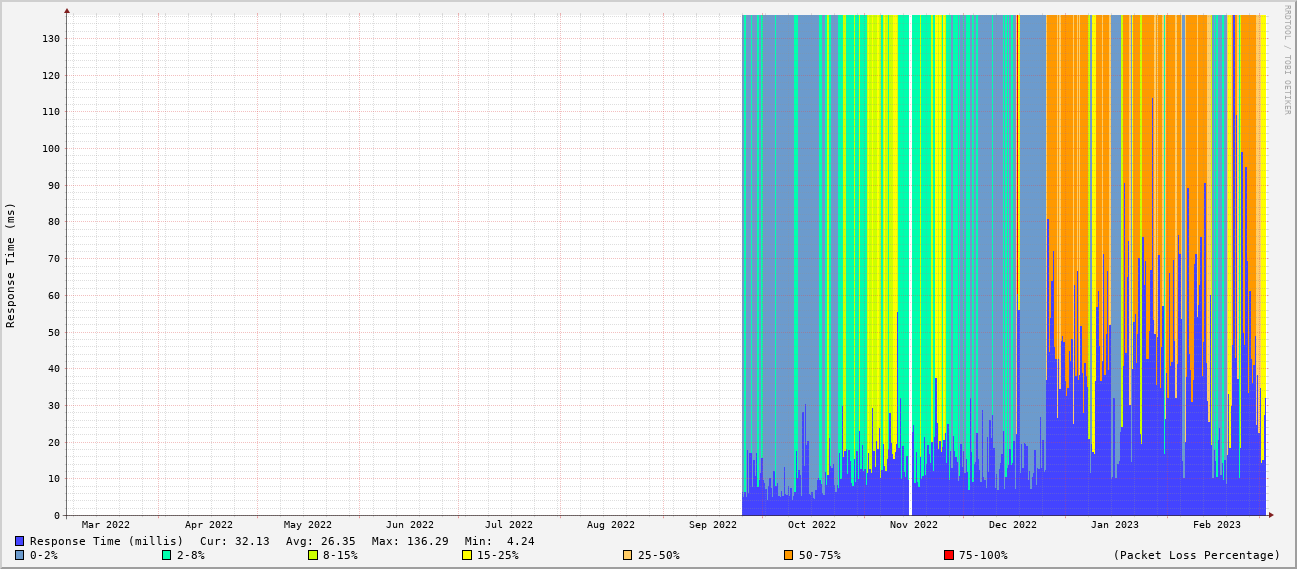 RRDTOOL / TOBI OETIKER
Response Time (ms)
130
120
110
100
90
80
70
60
50
40
30
20
10
0
Mar 2022 Apr 2022 May 2022 Jun 2022 Jul 2022 Aug 2022 Sep 2022 Oct 2022 Nov 2022 Dec 2022 Jan 2023 Feb 2023
Response Time (millis) Cur: 32.13 Avg: 26.35 Max: 136.29 Min: 4.24
0-2% 2-8% 8-15% 15-25% 25-50% 50-75% 75-100% (Packet Loss Percentage)